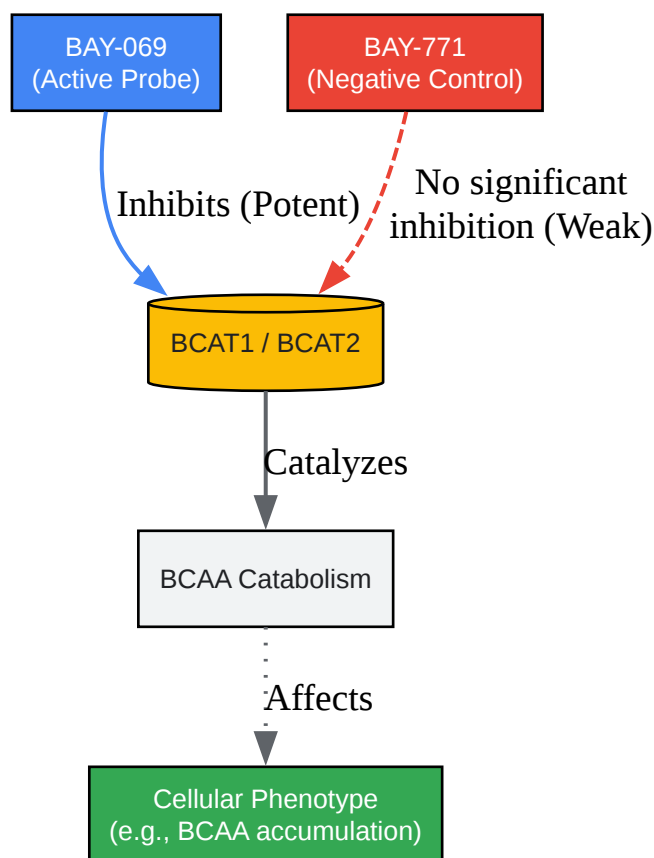 BAY-069
(Active Probe)
BAY-771
(Negative Control)
Inhibits (Potent)
No significant
inhibition (Weak)
BCAT1 / BCAT2
Catalyzes
BCAA Catabolism
Affects
Cellular Phenotype
(e.g., BCAA accumulation)